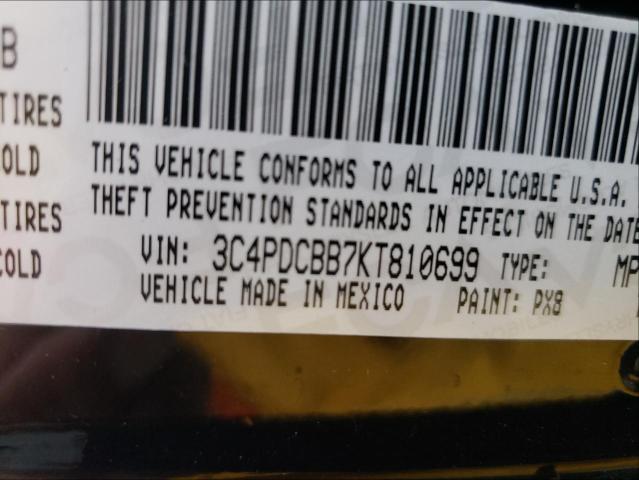 B
TIRES
COLD
THIS VEHICLE CONFORMS TO ALL APPLICABLE U.S.A.
THEFT PREVENTION STANDARDS IN EFFECT ON THE DATE
TIRES
COLD
VIN: 3C4PDCBB7KT810699 TYPE: MP
VEHICLE MADE IN MEXICO PAINT: PX8